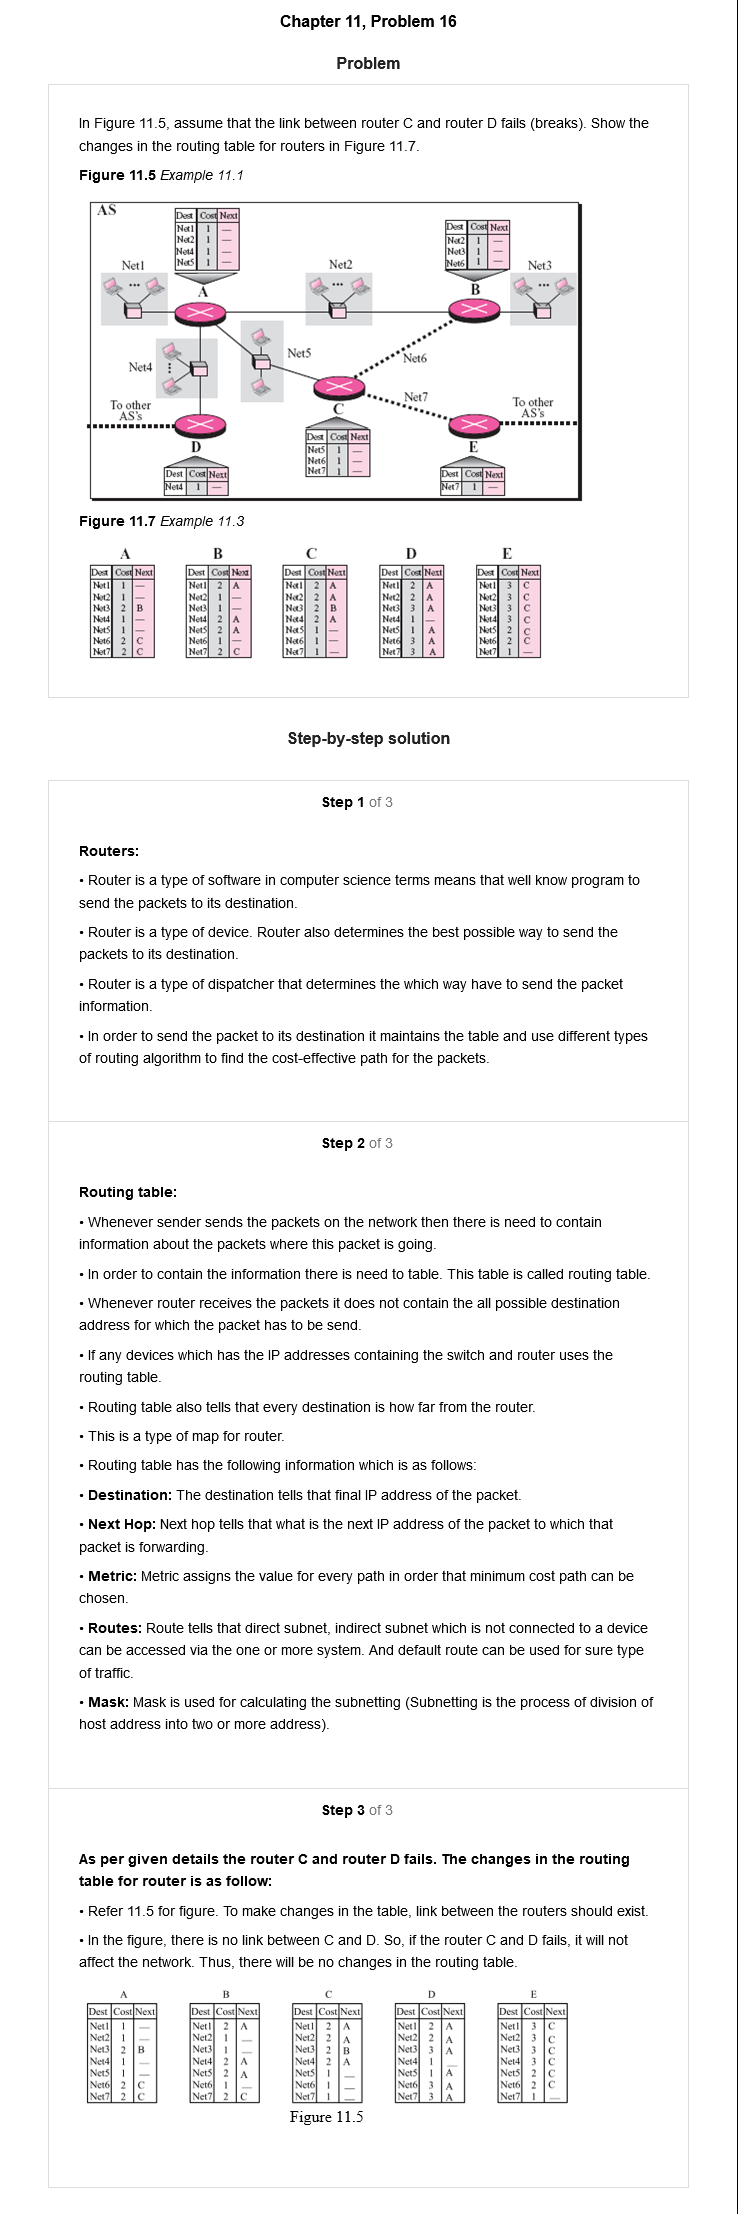 Chapter 11, Problem 16
Problem
In Figure 11.5, assume that the link between router C and router D fails (breaks). Show the
changes in the routing table for routers in Figure 11.7.
Figure 11.5 Example 11.1
AS
Dest Cost Next
Net1 1 —
Net2 1 —
Net4 1 —
Net5 1 —
Dest Cost Next
Net2 1 —
Net3 1 —
Net6 1 —
Net1
Net2
Net3
A
B
Net4
Net5
Net6
Net7
To other
AS's
C
To other
AS's
D
E
Dest Cost Next
Net5 1 —
Net6 1 —
Net7 1 —
Dest Cost Next
Net4 1 —
Dest Cost Next
Net7 1 —
Figure 11.7 Example 11.3
A B C D E
Dest Cost Next Dest Cost Next Dest Cost Next Dest Cost Next Dest Cost Next
Net1 1 — Net1 2 A Net1 2 A Net1 2 A Net1 3 C
Net2 1 — Net2 1 — Net2 2 A Net2 2 A Net2 3 C
Net3 2 B Net3 1 — Net3 2 B Net3 3 A Net3 3 C
Net4 1 — Net4 2 A Net4 2 A Net4 1 — Net4 3 C
Net5 1 — Net5 2 A Net5 1 — Net5 1 A Net5 2 C
Net6 2 C Net6 1 — Net6 1 — Net6 3 A Net6 2 C
Net7 2 C Net7 2 C Net7 1 — Net7 3 A Net7 1 —
Step-by-step solution
Step 1 of 3
Routers:
• Router is a type of software in computer science terms means that well know program to
send the packets to its destination.
• Router is a type of device. Router also determines the best possible way to send the
packets to its destination.
• Router is a type of dispatcher that determines the which way have to send the packet
information.
• In order to send the packet to its destination it maintains the table and use different types
of routing algorithm to find the cost-effective path for the packets.
Step 2 of 3
Routing table:
• Whenever sender sends the packets on the network then there is need to contain
information about the packets where this packet is going.
• In order to contain the information there is need to table. This table is called routing table.
• Whenever router receives the packets it does not contain the all possible destination
address for which the packet has to be send.
• If any devices which has the IP addresses containing the switch and router uses the
routing table.
• Routing table also tells that every destination is how far from the router.
• This is a type of map for router.
• Routing table has the following information which is as follows:
• Destination: The destination tells that final IP address of the packet.
• Next Hop: Next hop tells that what is the next IP address of the packet to which that
packet is forwarding.
• Metric: Metric assigns the value for every path in order that minimum cost path can be
chosen.
• Routes: Route tells that direct subnet, indirect subnet which is not connected to a device
can be accessed via the one or more system. And default route can be used for sure type
of traffic.
• Mask: Mask is used for calculating the subnetting (Subnetting is the process of division of
host address into two or more address).
Step 3 of 3
As per given details the router C and router D fails. The changes in the routing
table for router is as follow:
• Refer 11.5 for figure. To make changes in the table, link between the routers should exist.
• In the figure, there is no link between C and D. So, if the router C and D fails, it will not
affect the network. Thus, there will be no changes in the routing table.
A B C D E
Dest Cost Next Dest Cost Next Dest Cost Next Dest Cost Next Dest Cost Next
Net1 1 — Net1 2 A Net1 2 A Net1 2 A Net1 3 C
Net2 1 — Net2 1 — Net2 2 A Net2 2 A Net2 3 C
Net3 2 B Net3 1 — Net3 2 B Net3 3 A Net3 3 C
Net4 1 — Net4 2 A Net4 2 A Net4 1 — Net4 3 C
Net5 1 — Net5 2 A Net5 1 — Net5 1 A Net5 2 C
Net6 2 C Net6 1 — Net6 1 — Net6 3 A Net6 2 C
Net7 2 C Net7 2 C Net7 1 — Net7 3 A Net7 1 —
Figure 11.5